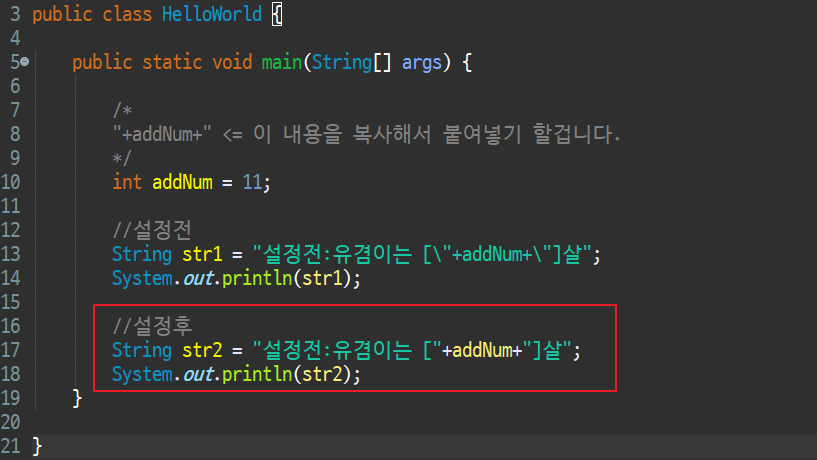 3 public class HelloWorld {
4
5 public static void main(String[] args) {
6
7 /*
8 "+addNum+" <= 이 내용을 복사해서 붙여넣기 할겁니다.
9 */
10 int addNum = 11;
11
12 //설정전
13 String str1 = "설정전:유겸이는 [\"+addNum+\"]살";
14 System.out.println(str1);
15
16 //설정후
17 String str2 = "설정전:유겸이는 ["+addNum+"]살";
18 System.out.println(str2);
19 }
20
21 }